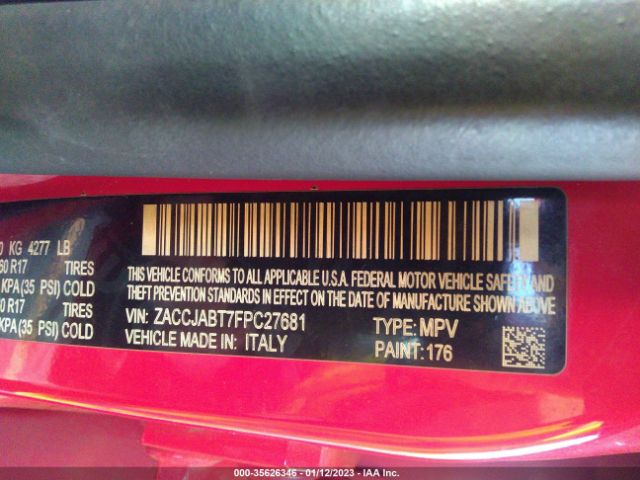 0 KG 4277 LB
60 R17 TIRES
KPA (35 PSI) COLD
0 R17 TIRES
KPA (35 PSI) COLD
THIS VEHICLE CONFORMS TO ALL APPLICABLE U.S.A. FEDERAL MOTOR VEHICLE SAFETY AND
THEFT PREVENTION STANDARDS IN EFFECT ON THE DATE OF MANUFACTURE SHOWN ABOVE.
VIN: ZACCJABT7FPC27681 TYPE: MPV
VEHICLE MADE IN: ITALY PAINT: 176
000-35626346 - 01/12/2023 - IAA Inc.